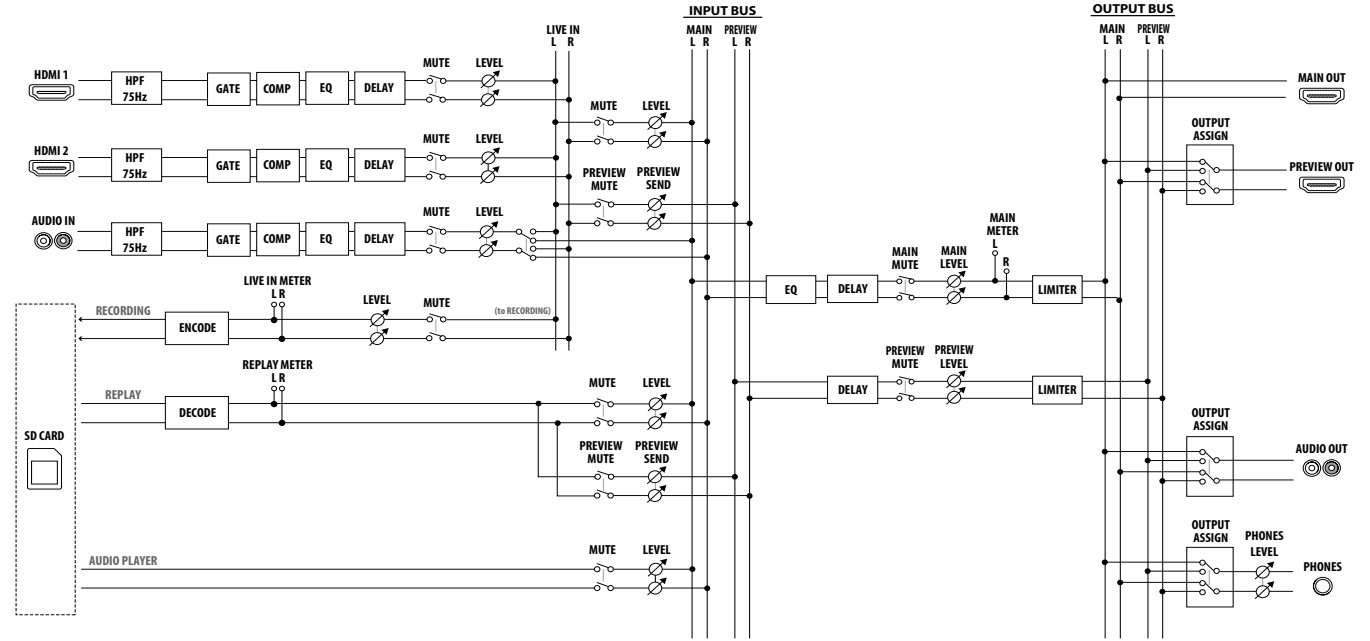 INPUT BUS
OUTPUT BUS
LIVE IN
L R
MAIN
L R
PREVIEW
L R
MAIN
L R
PREVIEW
L R
HDMI 1
HPF
75Hz
GATE
COMP
EQ
DELAY
MUTE
LEVEL
MAIN OUT
MUTE
LEVEL
OUTPUT
ASSIGN
HDMI 2
HPF
75Hz
GATE
COMP
EQ
DELAY
MUTE
LEVEL
PREVIEW OUT
PREVIEW
MUTE
PREVIEW
SEND
AUDIO IN
HPF
75Hz
GATE
COMP
EQ
DELAY
MUTE
LEVEL
MAIN
METER
L
R
MAIN
MUTE
MAIN
LEVEL
EQ
DELAY
LIMITER
LIVE IN METER
L R
RECORDING
ENCODE
LEVEL
MUTE
(to RECORDING)
REPLAY METER
L R
REPLAY
DECODE
MUTE
LEVEL
PREVIEW
MUTE
PREVIEW
LEVEL
DELAY
LIMITER
SD CARD
PREVIEW
MUTE
PREVIEW
SEND
OUTPUT
ASSIGN
AUDIO OUT
AUDIO PLAYER
MUTE
LEVEL
OUTPUT
ASSIGN
PHONES
LEVEL
PHONES